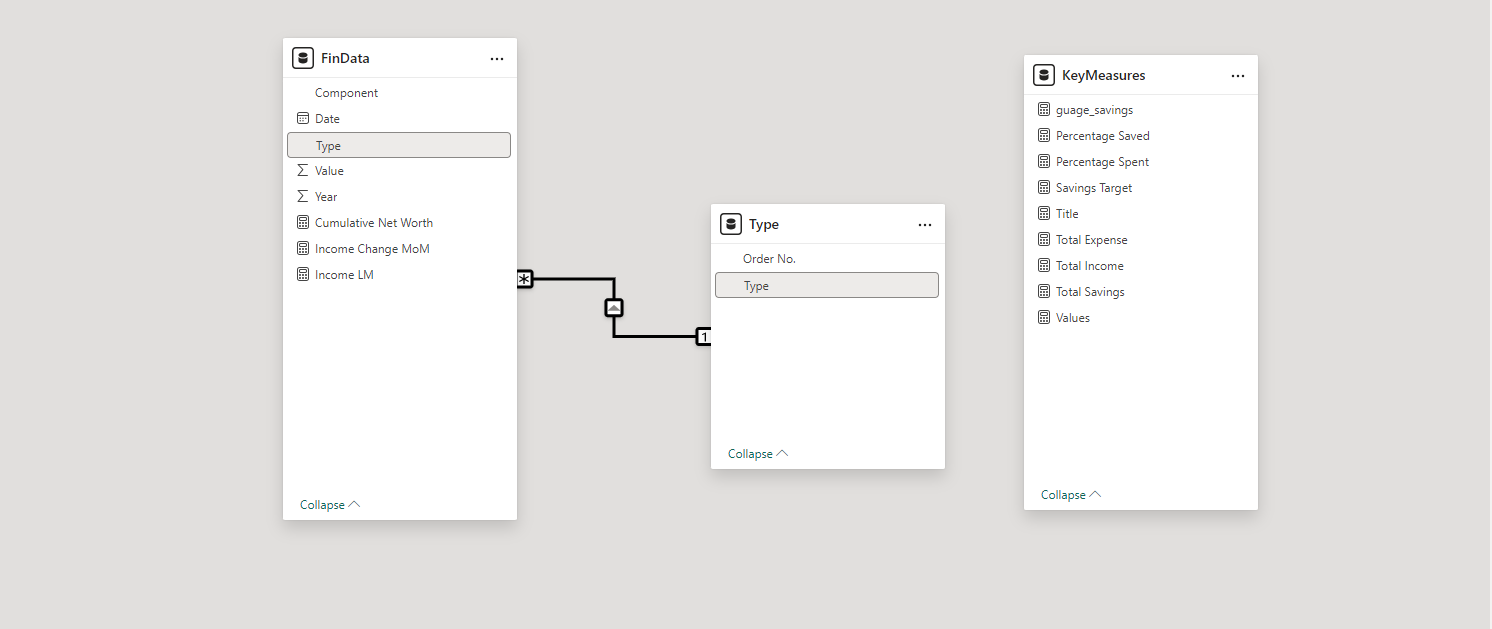 FinData
Component
Date
Type
Value
Year
Cumulative Net Worth
Income Change MoM
Income LM
Collapse
*
1
Type
Order No.
Type
Collapse
KeyMeasures
guage_savings
Percentage Saved
Percentage Spent
Savings Target
Title
Total Expense
Total Income
Total Savings
Values
Collapse